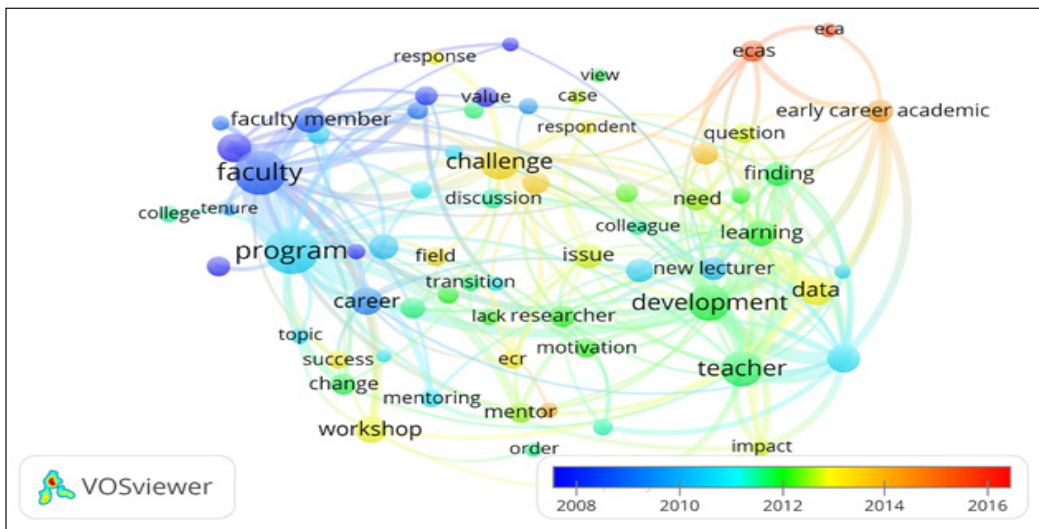 eca
ecas
response
view
value
case
early career academic
faculty member
respondent
question
challenge
faculty
finding
discussion
need
college
tenure
colleague
learning
program
field
issue
new lecturer
transition
data
career
development
lack researcher
topic
motivation
success
ecr
teacher
change
mentoring
mentor
workshop
order
impact
VOSviewer
2008 2010 2012 2014 2016